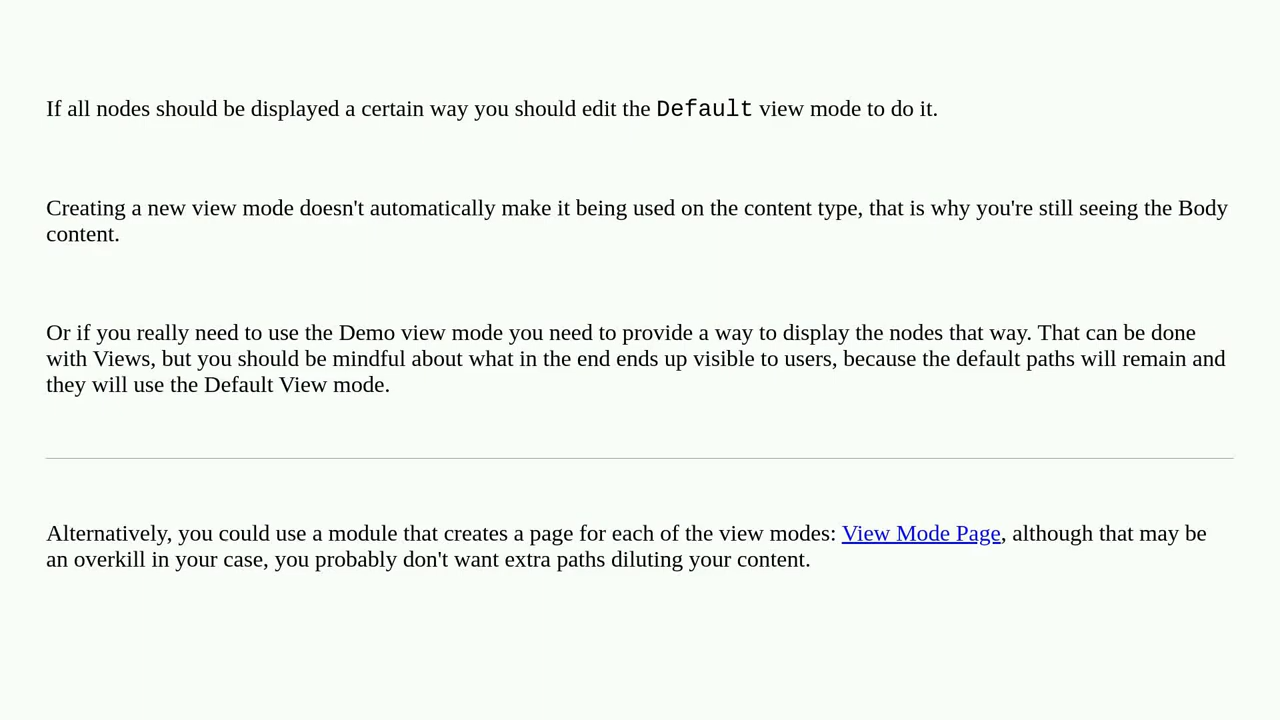 If all nodes should be displayed a certain way you should edit the Default view mode to do it.
Creating a new view mode doesn't automatically make it being used on the content type, that is why you're still seeing the Body
content.
Or if you really need to use the Demo view mode you need to provide a way to display the nodes that way. That can be done
with Views, but you should be mindful about what in the end ends up visible to users, because the default paths will remain and
they will use the Default View mode.
Alternatively, you could use a module that creates a page for each of the view modes: View Mode Page, although that may be
an overkill in your case, you probably don't want extra paths diluting your content.